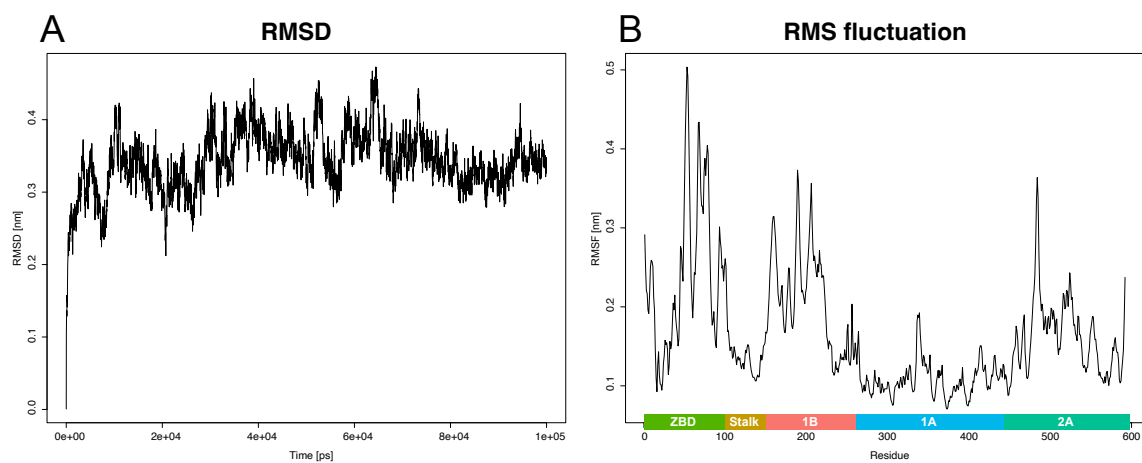 A
RMSD
RMSD [nm]
0.4
0.3
0.2
0.1
0.0
0e+00 2e+04 4e+04 6e+04 8e+04 1e+05
Time [ps]
B
RMS fluctuation
RMSF [nm]
0.5
0.4
0.3
0.2
0.1
ZBD Stalk 1B 1A 2A
0 100 200 300 400 500 600
Residue